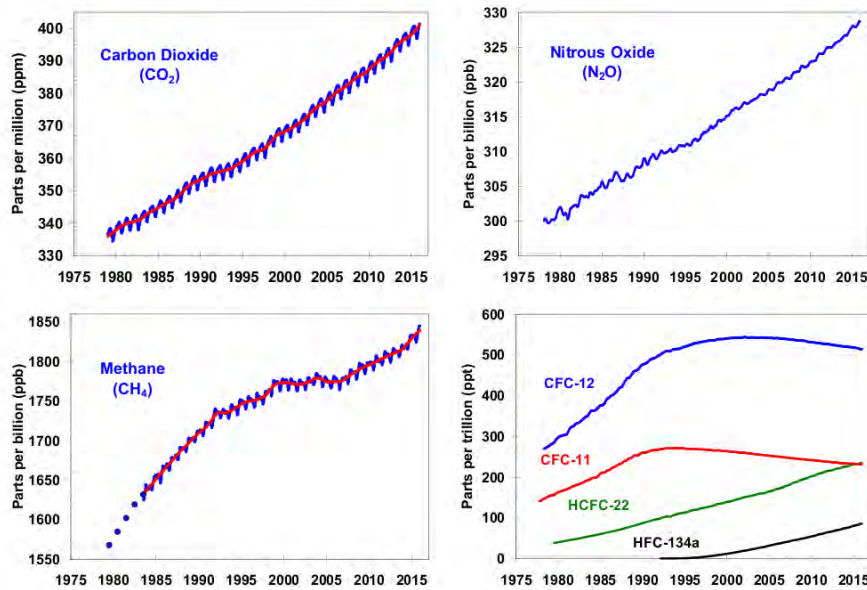 Parts per million (ppm)
400
390
380
370
360
350
340
330
Carbon Dioxide
(CO₂)
1975 1980 1985 1990 1995 2000 2005 2010 2015
Parts per billion (ppb)
330
325
320
315
310
305
300
295
Nitrous Oxide
(N₂O)
1975 1980 1985 1990 1995 2000 2005 2010 2015
Parts per billion (ppb)
1850
1800
1750
1700
1650
1600
1550
Methane
(CH₄)
1975 1980 1985 1990 1995 2000 2005 2010 2015
Parts per trillion (ppt)
600
500
400
300
200
100
0
CFC-12
CFC-11
HCFC-22
HFC-134a
1975 1980 1985 1990 1995 2000 2005 2010 2015